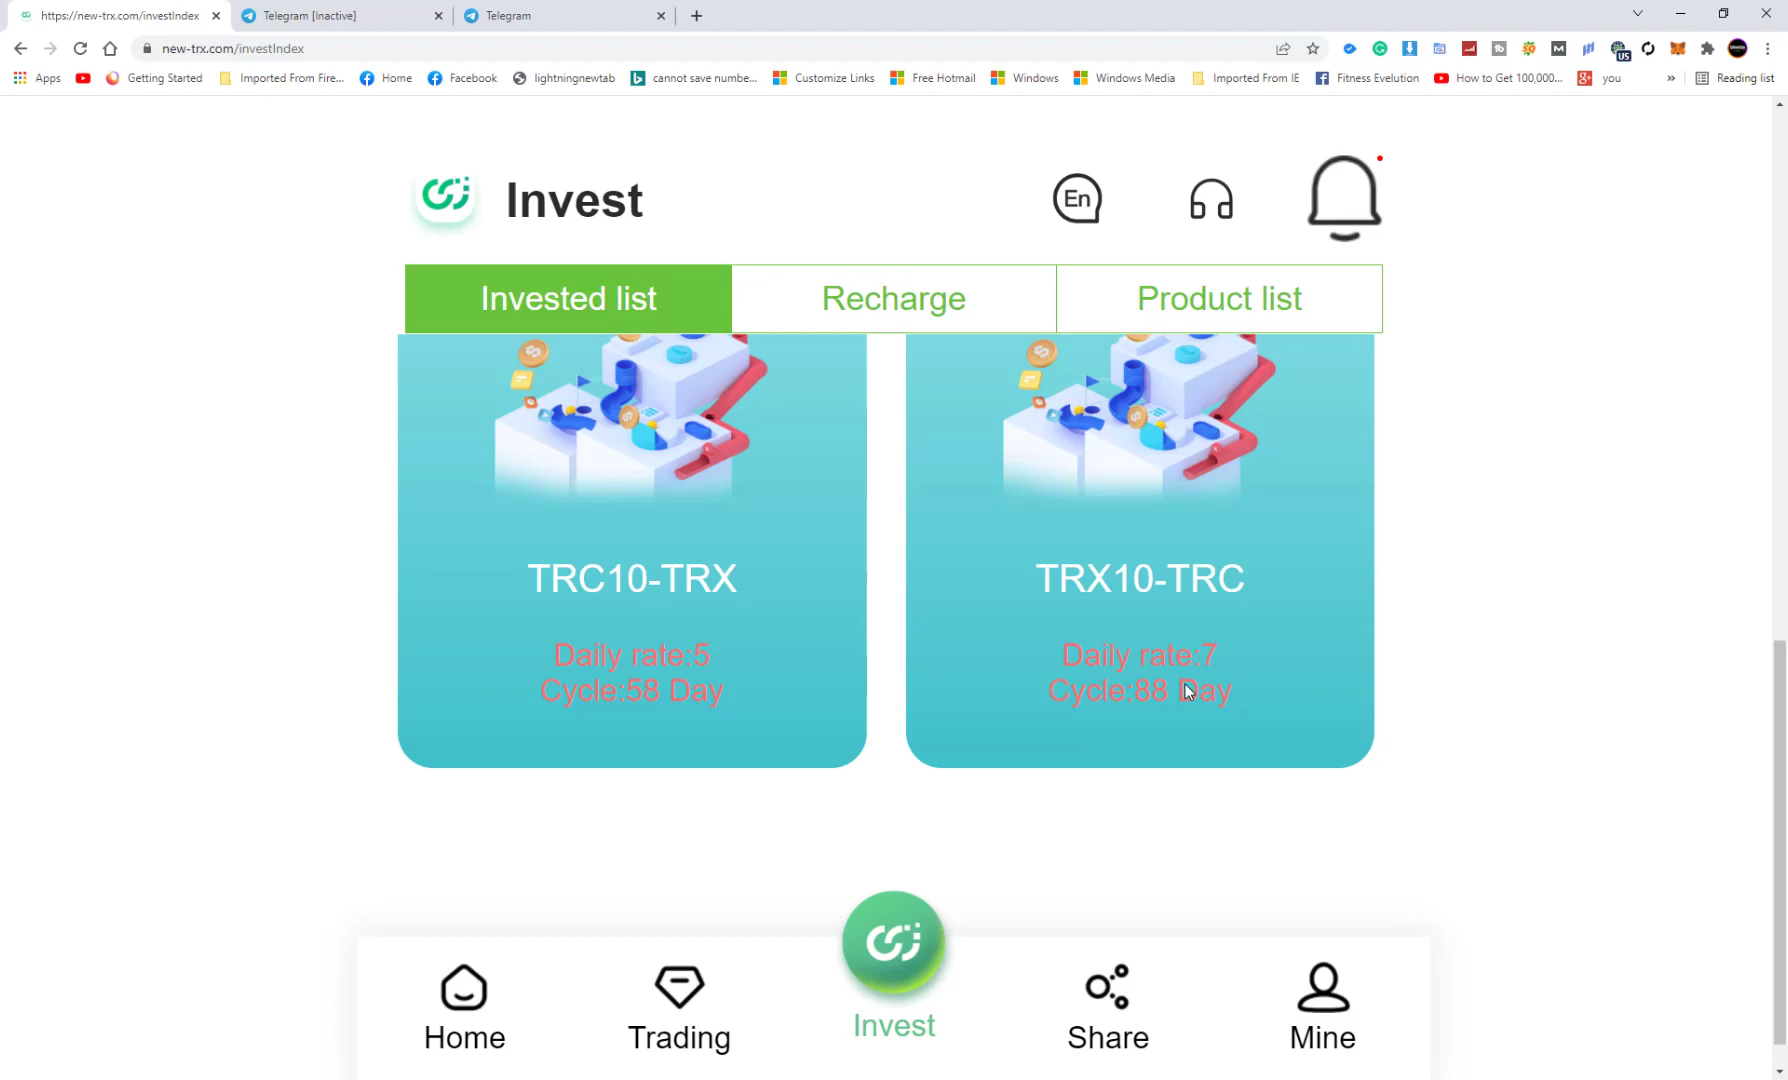 https://new-trx.com/investIndex
Telegram [Inactive]
Telegram
new-trx.com/investIndex
US
Apps
Getting Started
Imported From Fire...
Home
Facebook
lightningnewtab
cannot save numbe...
Customize Links
Free Hotmail
Windows
Windows Media
Imported From IE
Fitness Evelution
How to Get 100,000...
you
»
Reading list
Invest
En
Invested list
Recharge
Product list
TRC10-TRX
Daily rate:5
Cycle:58 Day
TRX10-TRC
Daily rate:7
Cycle:88 Day
Home
Trading
Invest
Share
Mine